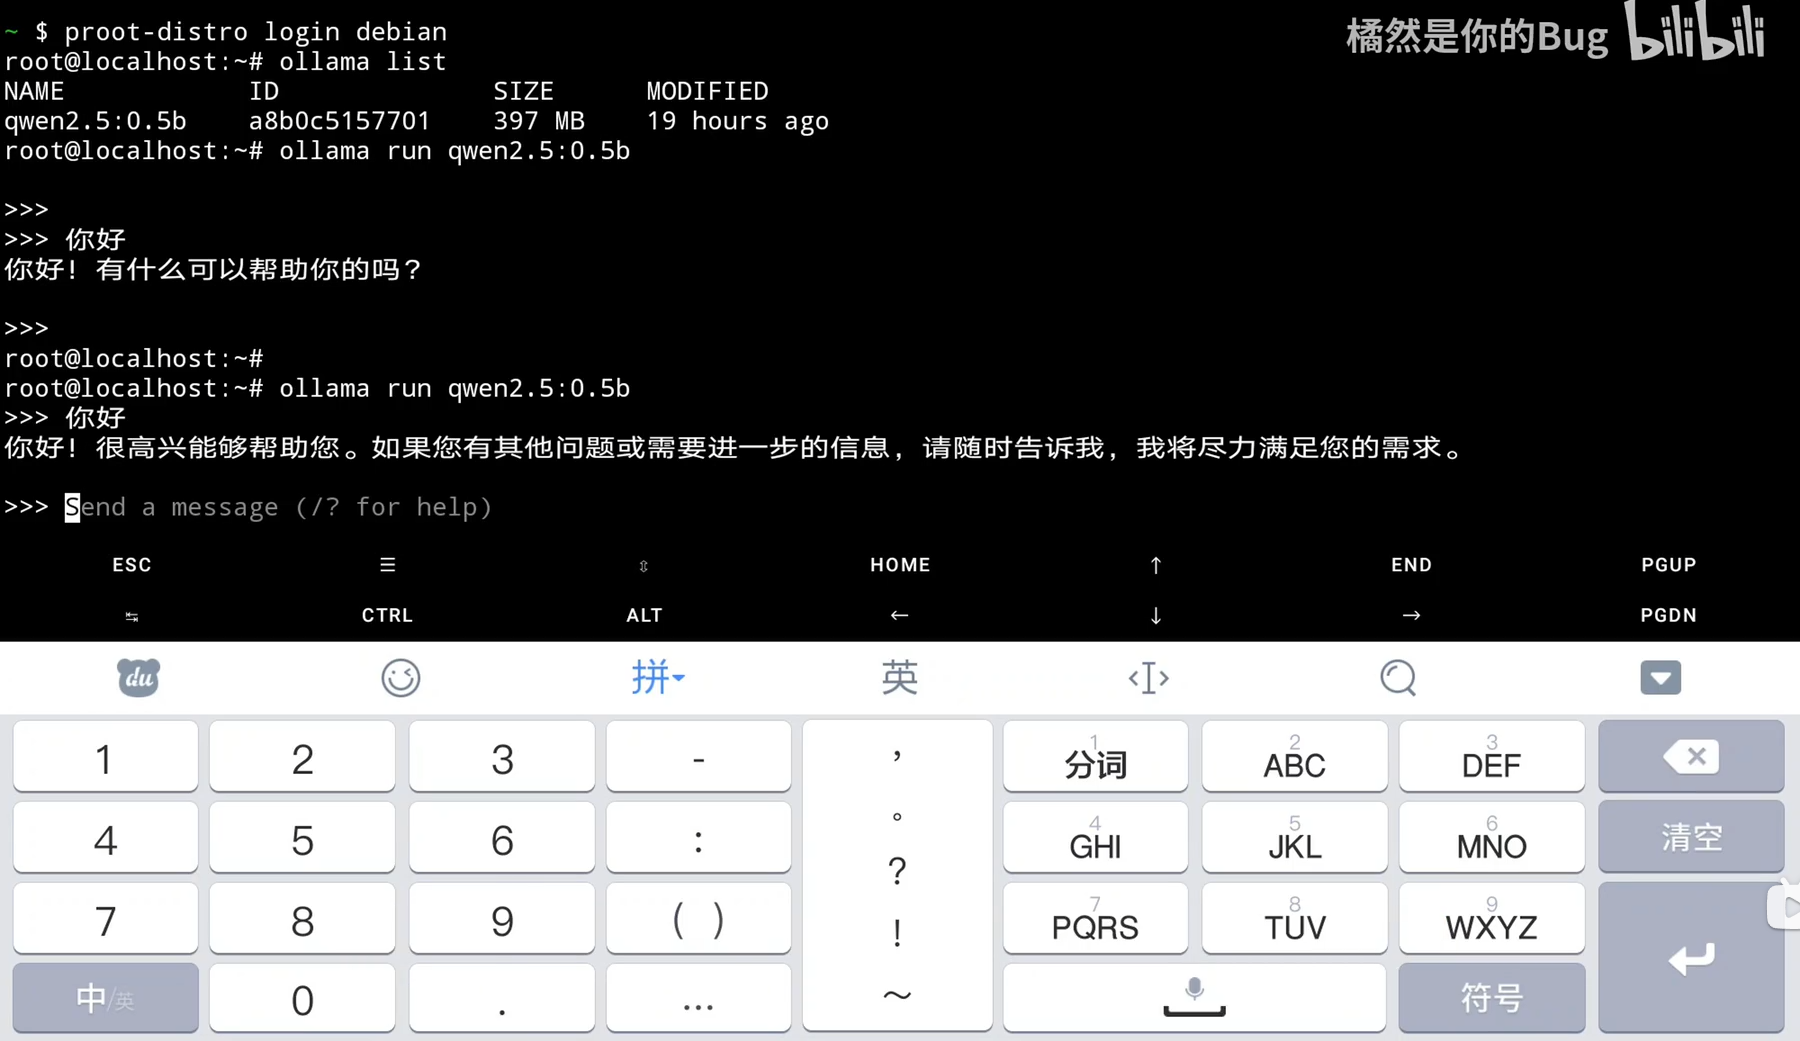 ~ $ proot-distro login debian
橘然是你的Bug bilibili
root@localhost:~# ollama list
NAME ID SIZE MODIFIED
qwen2.5:0.5b a8b0c5157701 397 MB 19 hours ago
root@localhost:~# ollama run qwen2.5:0.5b
>>>
>>> 你好
你好！有什么可以帮助你的吗？
>>>
root@localhost:~#
root@localhost:~# ollama run qwen2.5:0.5b
>>> 你好
你好！很高兴能够帮助您。如果您有其他问题或需要进一步的信息，请随时告诉我，我将尽力满足您的需求。
>>> Send a message (/? for help)
ESC ☰ ⇳ HOME ↑ END PGUP
↹ CTRL ALT ← ↓ → PGDN
du 拼 英
1 2 3 - ， 1 分词 2 ABC 3 DEF
4 5 6 : 。 4 GHI 5 JKL 6 MNO 清空
7 8 9 ( ) ? ! 7 PQRS 8 TUV 9 WXYZ
中/英 0 . ... ~ 符号